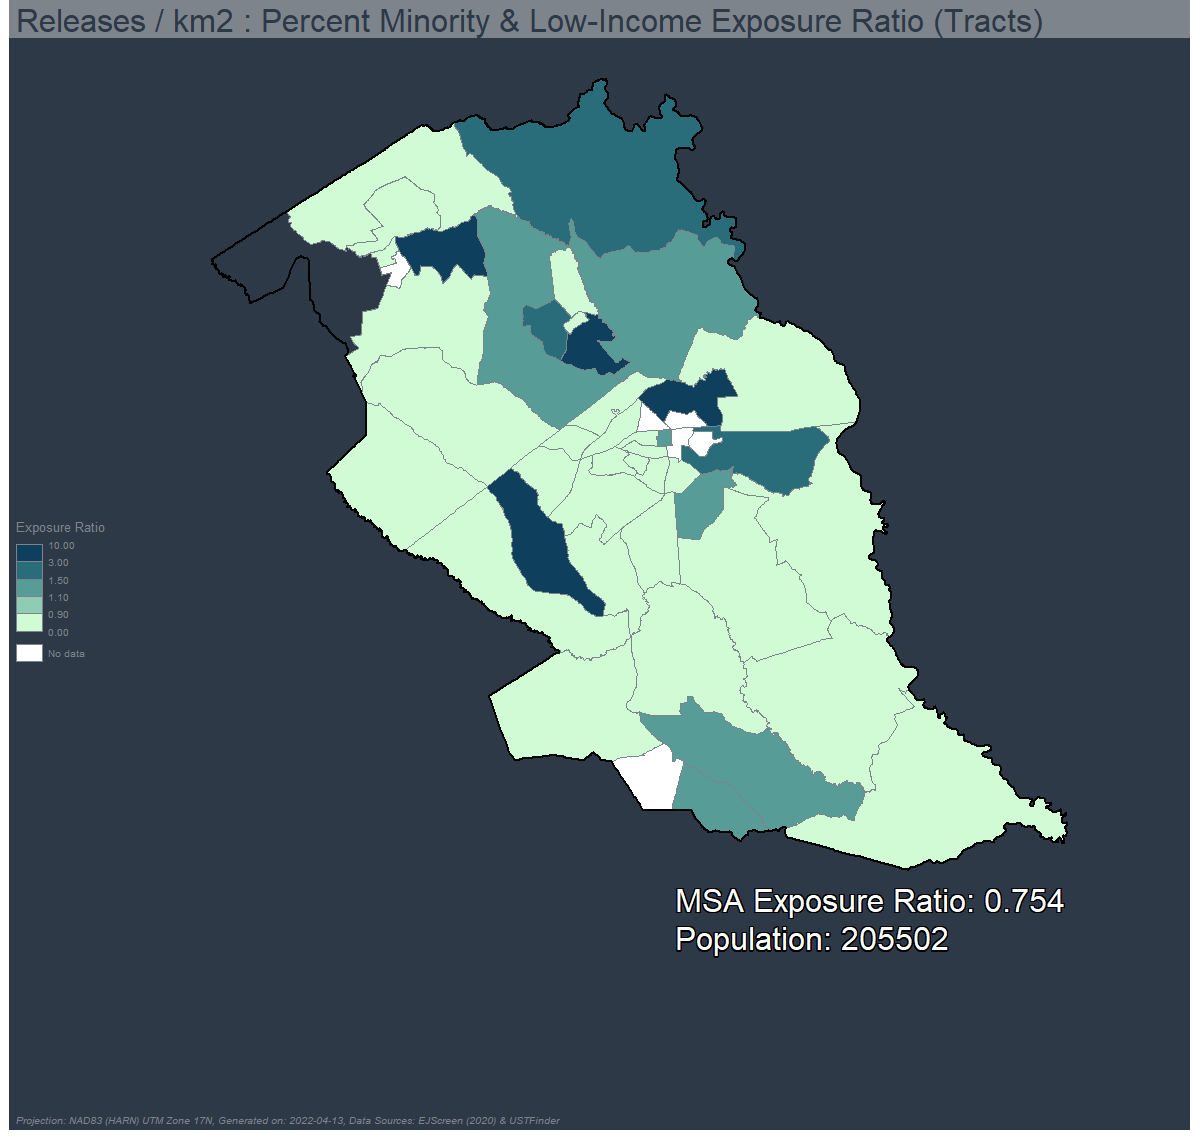 Releases / km2 : Percent Minority & Low-Income Exposure Ratio (Tracts)
Exposure Ratio
10.00
3.00
1.50
1.10
0.90
0.00
No data
MSA Exposure Ratio: 0.754
Population: 205502
Projection: NAD83 (HARN) UTM Zone 17N, Generated on: 2022-04-13, Data Sources: EJScreen (2020) & USTFinder